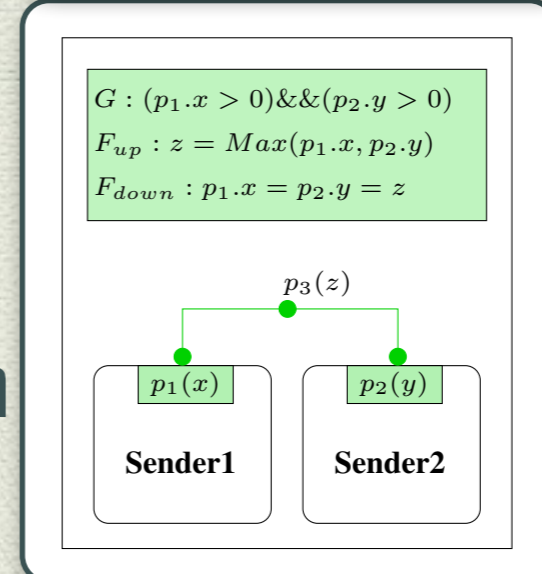 G : (p₁.x > 0)&&(p₂.y > 0)
F_up : z = Max(p₁.x, p₂.y)
F_down : p₁.x = p₂.y = z
p₃(z)
p₁(x) p₂(y)
Sender1 Sender2